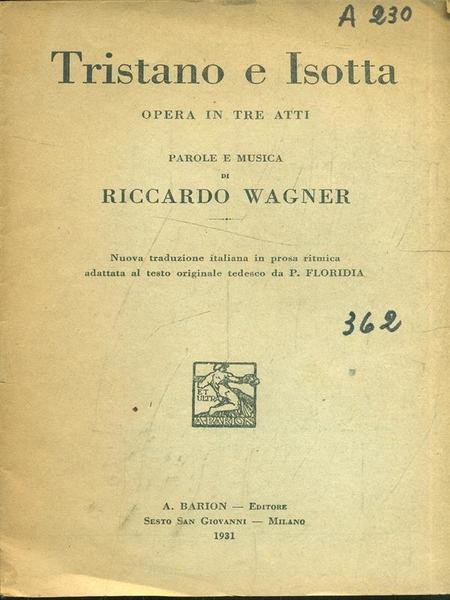 A 230
Tristano e Isotta
OPERA IN TRE ATTI
PAROLE E MUSICA
DI
RICCARDO WAGNER
Nuova traduzione italiana in prosa ritmica
adattata al testo originale tedesco da P. FLORIDIA
362
ET
ULTRA
A. BARION
A. BARION — EDITORE
SESTO SAN GIOVANNI — MILANO
1931